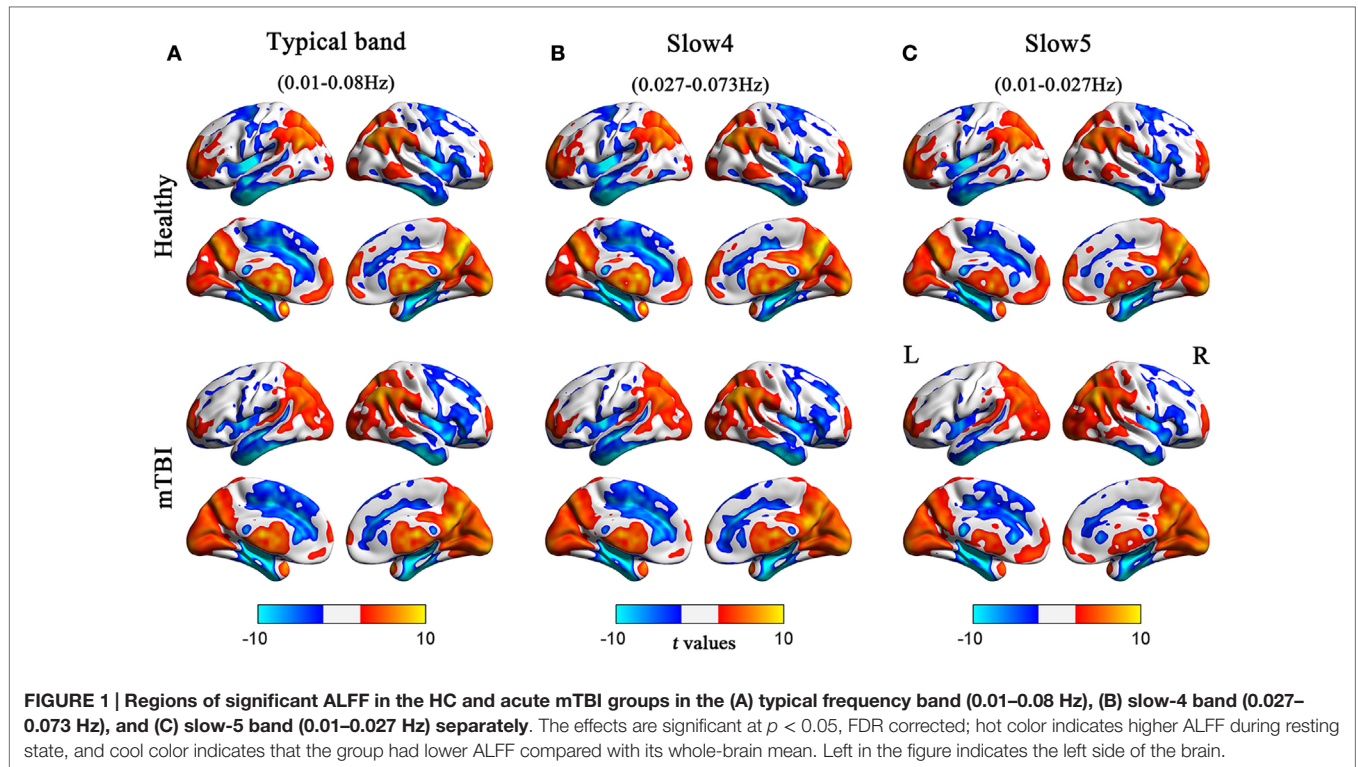 A
Typical band
(0.01-0.08Hz)
B
Slow4
(0.027-0.073Hz)
C
Slow5
(0.01-0.027Hz)
Healthy
L
R
mTBI
-10
10
-10
10
t values
-10
10
FIGURE 1 | Regions of significant ALFF in the HC and acute mTBI groups in the (A) typical frequency band (0.01–0.08 Hz), (B) slow-4 band (0.027–
0.073 Hz), and (C) slow-5 band (0.01–0.027 Hz) separately. The effects are significant at p < 0.05, FDR corrected; hot color indicates higher ALFF during resting
state, and cool color indicates that the group had lower ALFF compared with its whole-brain mean. Left in the figure indicates the left side of the brain.